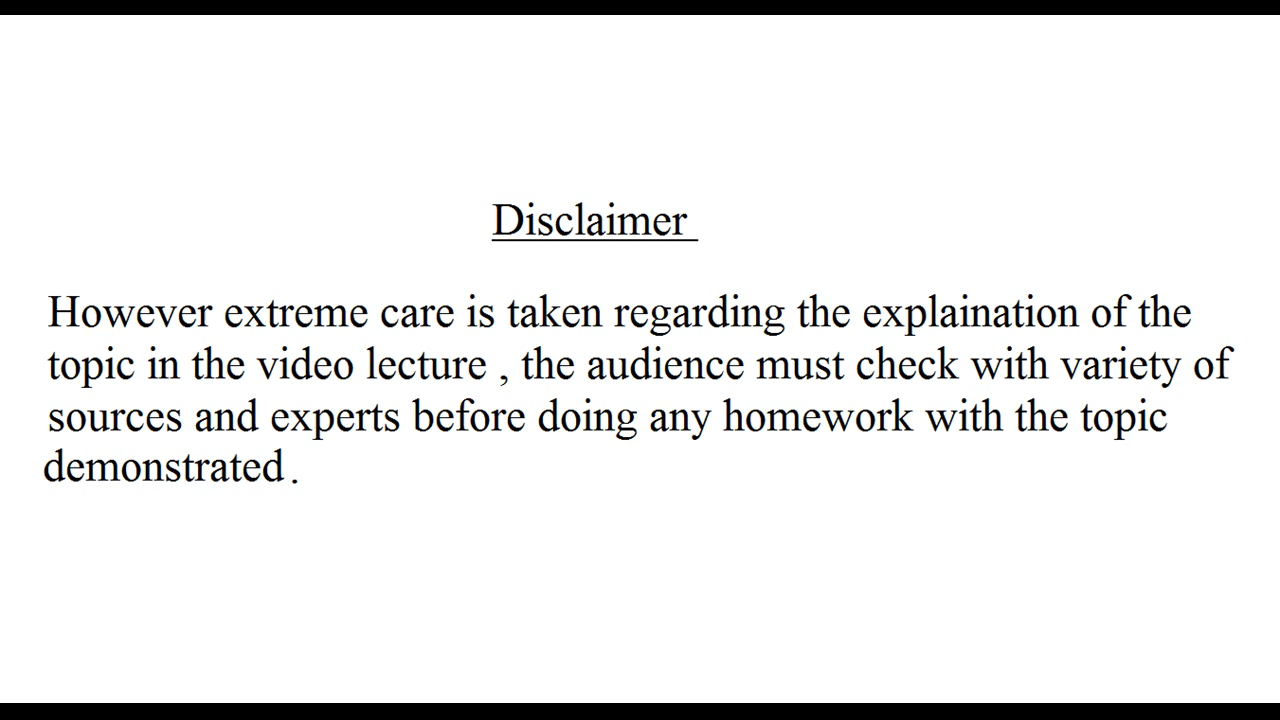 Disclaimer
However extreme care is taken regarding the explaination of the
topic in the video lecture , the audience must check with variety of
sources and experts before doing any homework with the topic
demonstrated .